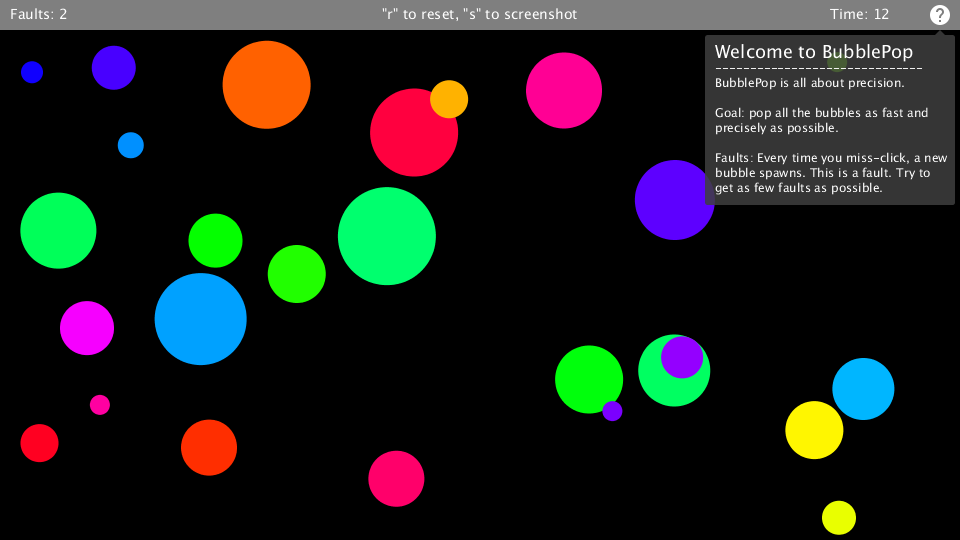 Faults: 2
"r" to reset, "s" to screenshot
Time: 12
?
Welcome to BubblePop
------------------------------
BubblePop is all about precision.
Goal: pop all the bubbles as fast and
precisely as possible.
Faults: Every time you miss-click, a new
bubble spawns. This is a fault. Try to
get as few faults as possible.